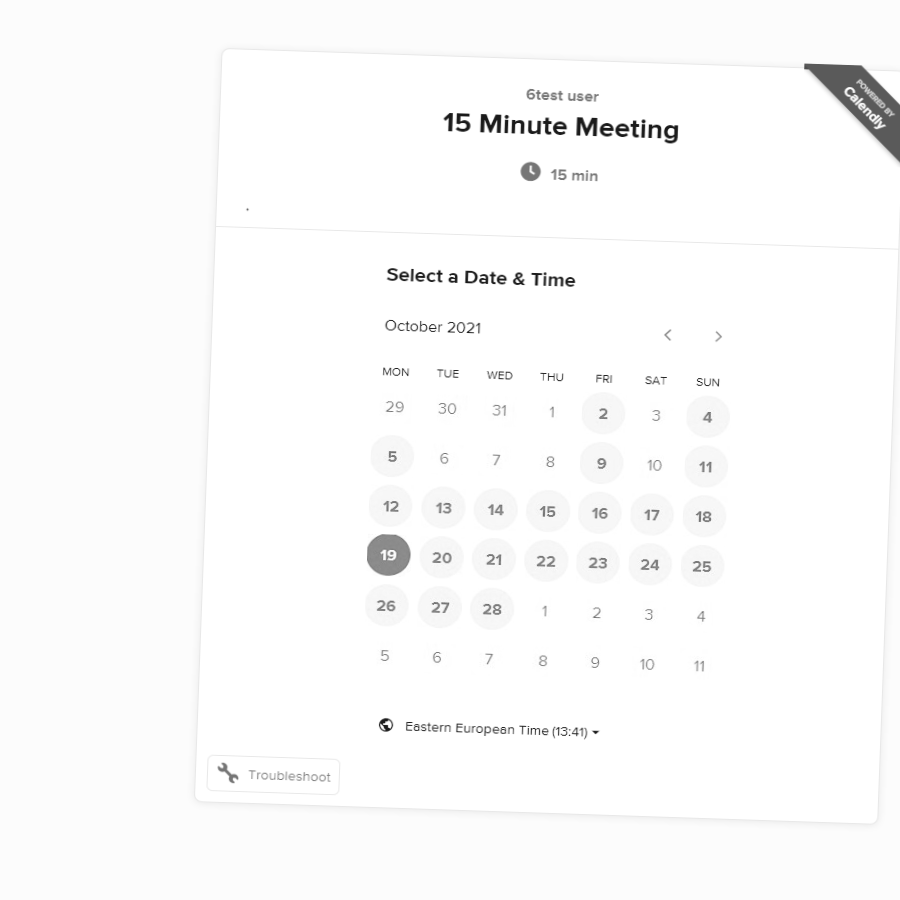 POWERED BY
Calendly
6test user
15 Minute Meeting
15 min
.
Select a Date & Time
October 2021
MON TUE WED THU FRI SAT SUN
29 30 31 1 2 3 4
5 6 7 8 9 10 11
12 13 14 15 16 17 18
19 20 21 22 23 24 25
26 27 28 1 2 3 4
5 6 7 8 9 10 11
Eastern European Time (13:41)
Troubleshoot